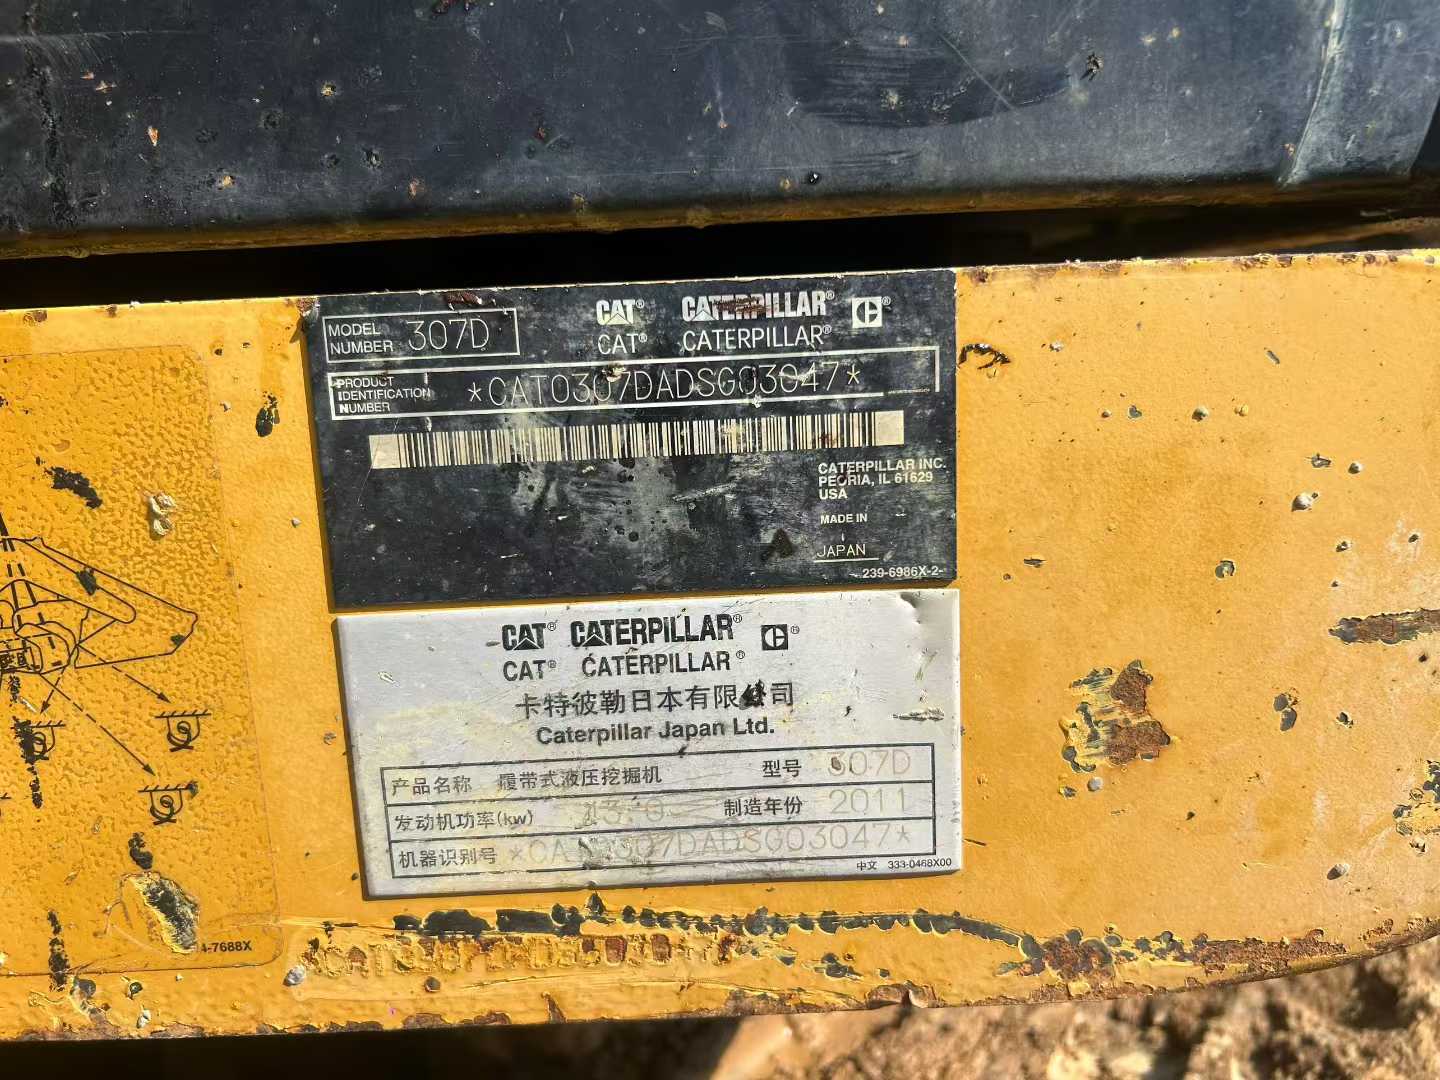 MODEL NUMBER 307D
CAT® CATERPILLAR®
CAT® CATERPILLAR®
PRODUCT IDENTIFICATION NUMBER *CAT0307DADSG03047*
CATERPILLAR INC.
PEORIA, IL 61629
USA
MADE IN
JAPAN
239-6986X-2-
CAT® CATERPILLAR®
CAT® CATERPILLAR®
卡特彼勒日本有限公司
Caterpillar Japan Ltd.
产品名称 履带式液压挖掘机 型号 307D
发动机功率(kw) 制造年份 2011
机器识别号 *CAT0307DADSG03047*
中文 333-0468X00
-7688X